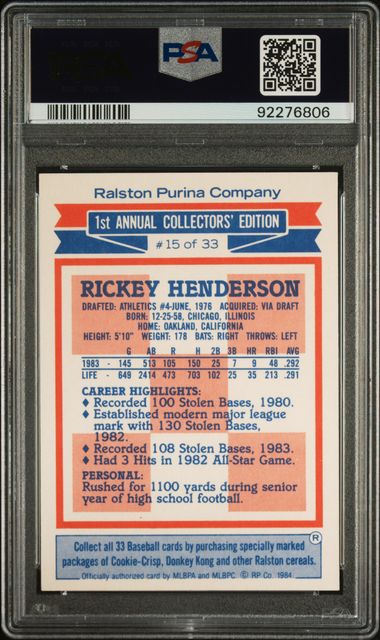 PSA
92276806
Ralston Purina Company
1st ANNUAL COLLECTORS' EDITION
#15 of 33
RICKEY HENDERSON
DRAFTED: ATHLETICS #4-JUNE, 1976 ACQUIRED: VIA DRAFT
BORN: 12-25-58, CHICAGO, ILLINOIS
HOME: OAKLAND, CALIFORNIA
HEIGHT: 5'10" WEIGHT: 178 BATS: RIGHT THROWS: LEFT
G AB R H 2B 3B HR RBI AVG
1983 - 145 513 105 150 25 7 9 48 .292
LIFE - 649 2414 473 703 102 25 35 213 .291
CAREER HIGHLIGHTS:
♦ Recorded 100 Stolen Bases, 1980.
♦ Established modern major league
mark with 130 Stolen Bases,
1982.
♦ Recorded 108 Stolen Bases, 1983.
♦ Had 3 Hits in 1982 All-Star Game.
PERSONAL:
Rushed for 1100 yards during senior
year of high school football.
®
Collect all 33 Baseball cards by purchasing specially marked
packages of Cookie-Crisp, Donkey Kong and other Ralston cereals.
Officially authorized card by MLBPA and MLBPC © RP Co. 1984